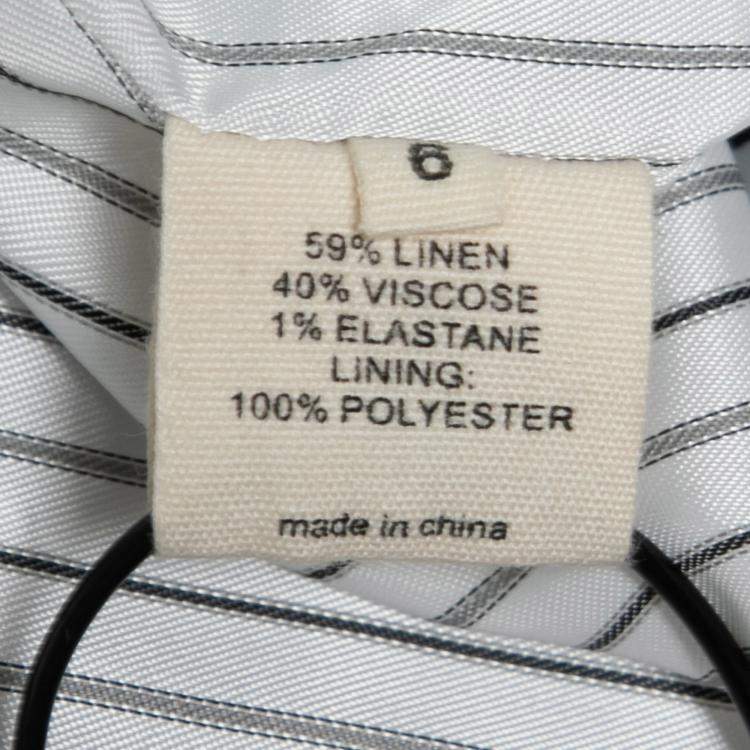 6
59% LINEN
40% VISCOSE
1% ELASTANE
LINING:
100% POLYESTER
made in china